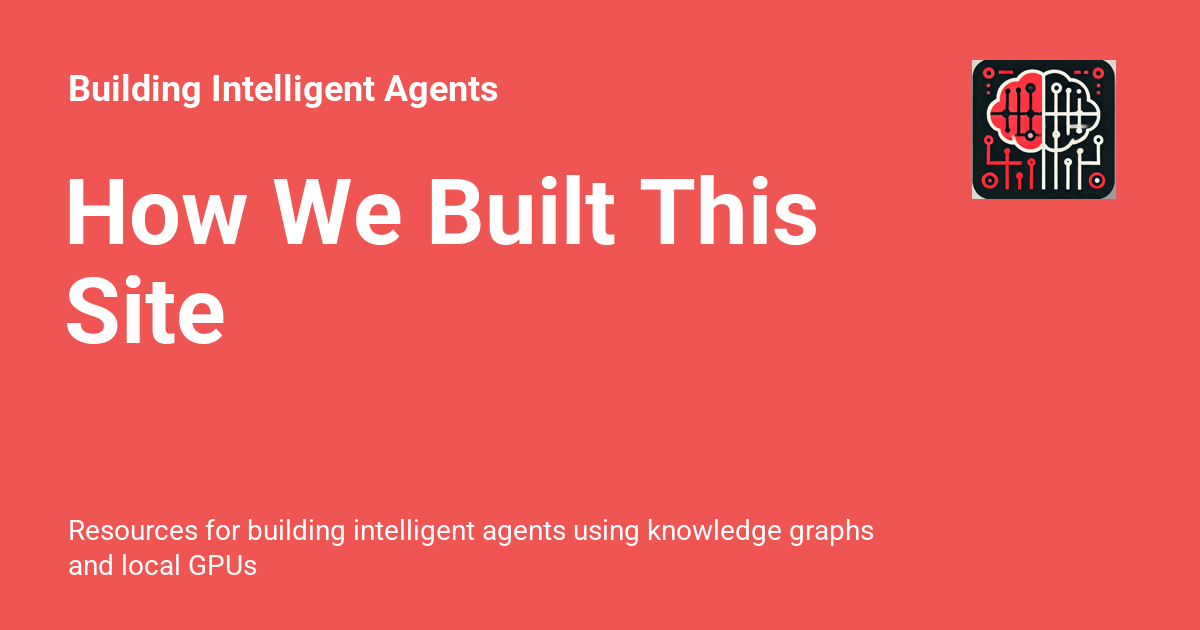 Building Intelligent Agents
How We Built This
Site
Resources for building intelligent agents using knowledge graphs
and local GPUs